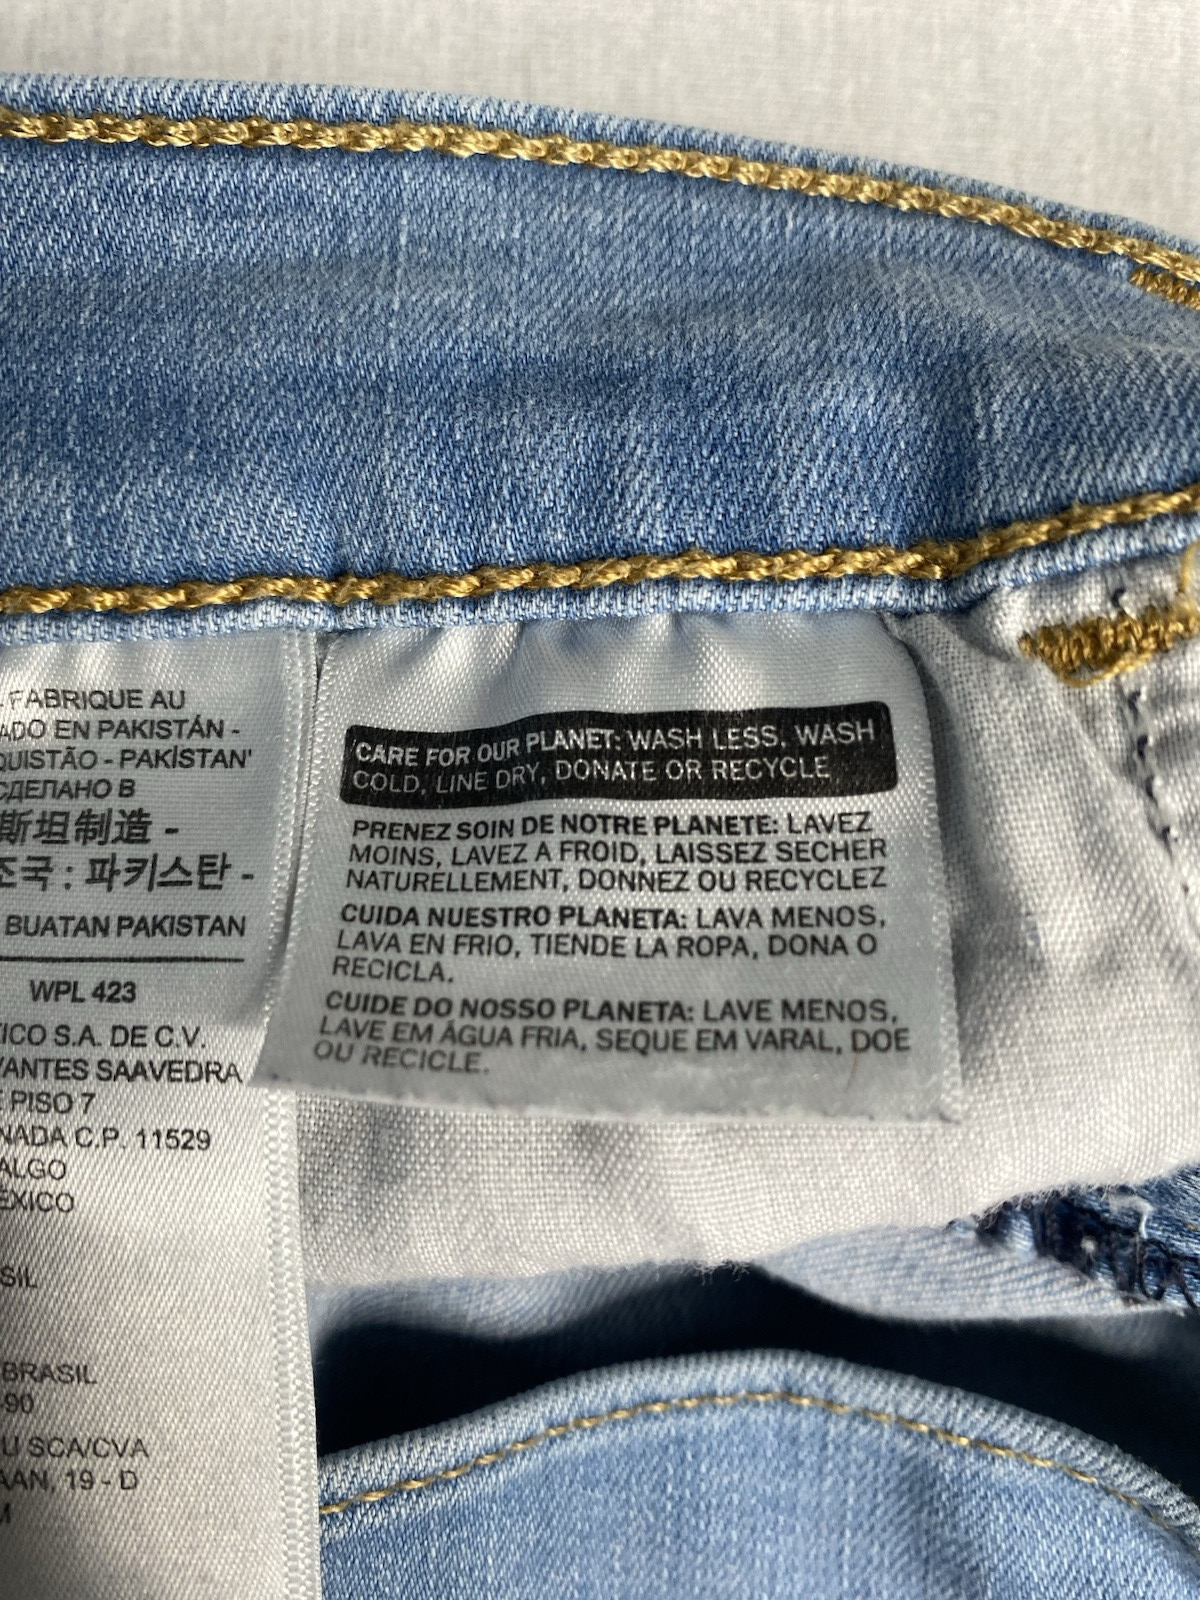 FABRIQUE AU
ADO EN PAKISTÁN -
QUISTÃO - PAKİSTAN'
СДЕЛАНО В
斯坦制造 -
조국 : 파키스탄 -
BUATAN PAKISTAN
WPL 423
ICO S.A. DE C.V.
VANTES SAAVEDRA
PISO 7
NADA C.P. 11529
ALGO
ÉXICO
SIL
BRASIL
-90
U SCA/CVA
AAN, 19 - D
CARE FOR OUR PLANET: WASH LESS, WASH
COLD, LINE DRY, DONATE OR RECYCLE
PRENEZ SOIN DE NOTRE PLANETE: LAVEZ
MOINS, LAVEZ A FROID, LAISSEZ SECHER
NATURELLEMENT, DONNEZ OU RECYCLEZ
CUIDA NUESTRO PLANETA: LAVA MENOS,
LAVA EN FRIO, TIENDE LA ROPA, DONA O
RECICLA.
CUIDE DO NOSSO PLANETA: LAVE MENOS,
LAVE EM ÁGUA FRIA, SEQUE EM VARAL, DOE
OU RECICLE.